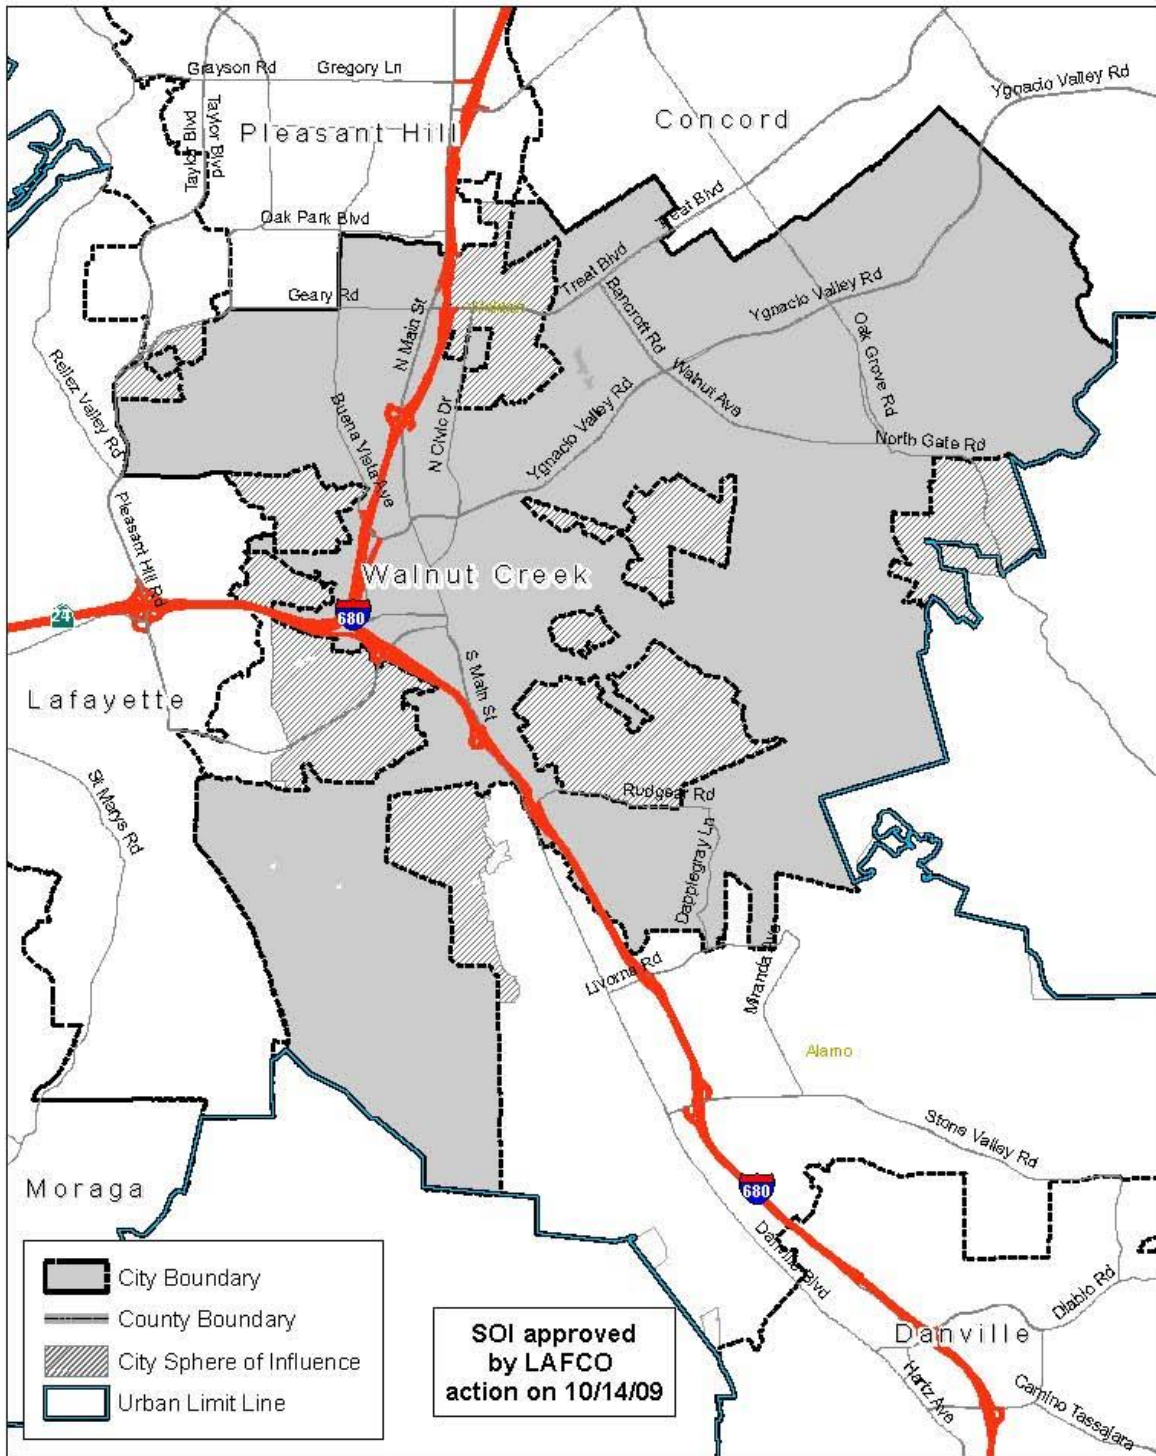 Grayson Rd
Gregory Ln
Ygnacio Valley Rd
Taylor Blvd
Taylor Blvd
Pleasant Hill
Concord
Treat Blvd
Oak Park Blvd
Treat Blvd
Geary Rd
N Main St
Bancroft Rd
Ygnacio Valley Rd
Oak Grove Rd
Reliez Valley Rd
Walnut Ave
Buena Vista Ave
N Civic Dr
Ygnacio Valley Rd
North Gate Rd
Pleasant Hill Rd
Walnut Creek
24
680
S Main St
Lafayette
St Marys Rd
Rudgear Rd
Dapplegray Ln
Livorna Rd
Miranda Ave
Alamo
Stone Valley Rd
Moraga
680
Danville Blvd
Diablo Rd
Danville
Hartz Ave
Camino Tassajara
City Boundary
County Boundary
City Sphere of Influence
Urban Limit Line
SOI approved
by LAFCO
action on 10/14/09